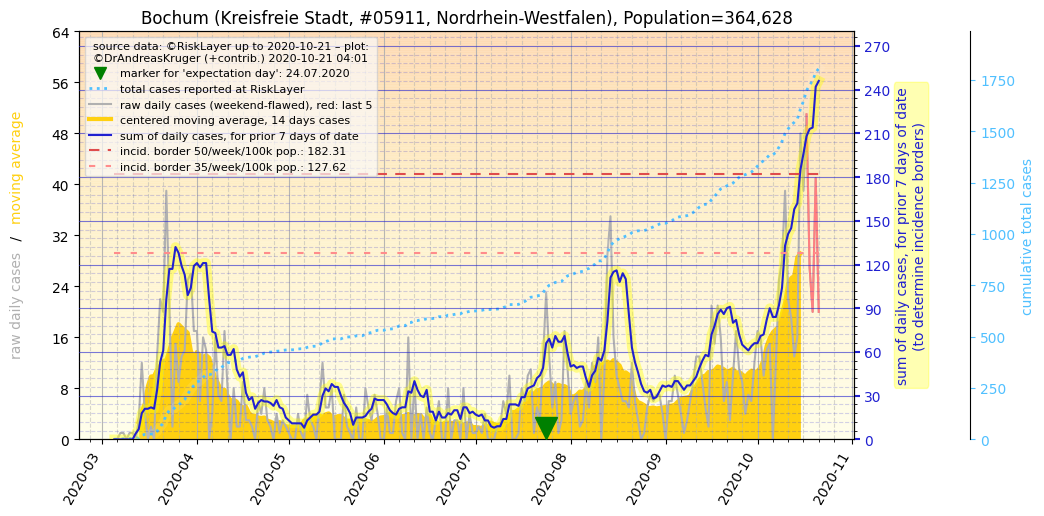 Bochum (Kreisfreie Stadt, #05911, Nordrhein-Westfalen), Population=364,628
source data: ©RiskLayer up to 2020-10-21 – plot:
©DrAndreasKruger (+contrib.) 2020-10-21 04:01
marker for 'expectation day': 24.07.2020
total cases reported at RiskLayer
raw daily cases (weekend-flawed), red: last 5
centered moving average, 14 days cases
sum of daily cases, for prior 7 days of date
incid. border 50/week/100k pop.: 182.31
incid. border 35/week/100k pop.: 127.62
raw daily cases / moving average
64
56
48
40
32
24
16
8
0
2020-03
2020-04
2020-05
2020-06
2020-07
2020-08
2020-09
2020-10
2020-11
270
240
210
180
150
120
90
60
30
0
sum of daily cases, for prior 7 days of date
(to determine incidence borders)
1750
1500
1250
1000
750
500
250
0
cumulative total cases